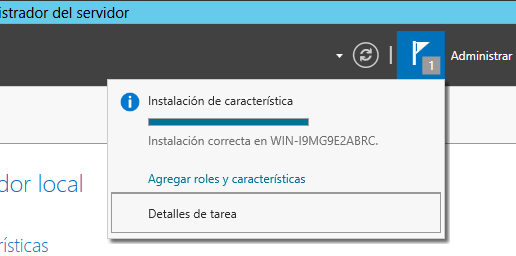 istrador del servidor
1
Administrar
Instalación de característica
Instalación correcta en WIN-I9MG9E2ABRC.
dor local
Agregar roles y características
Detalles de tarea
rísticas